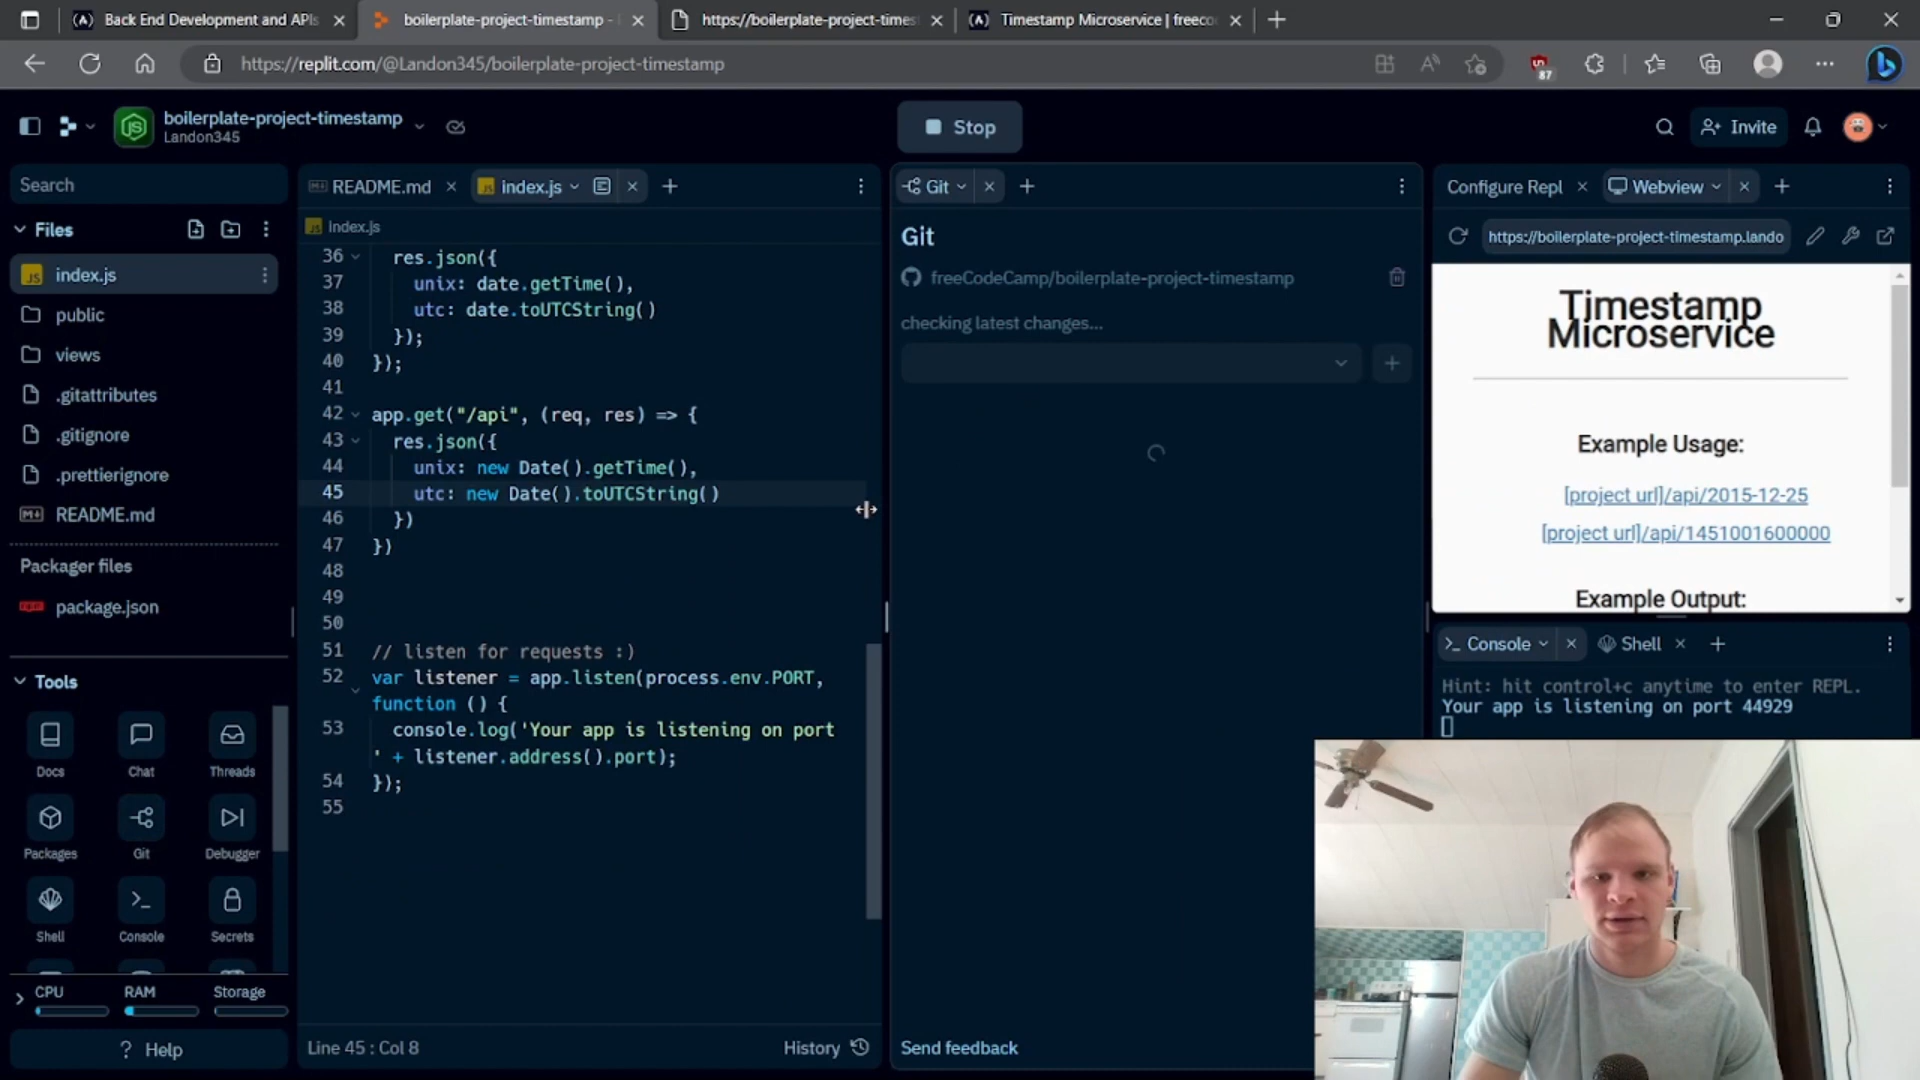 Back End Development and APIs
boilerplate-project-timestamp -
https://boilerplate-project-times
Timestamp Microservice | freeco
https://replit.com/@Landon345/boilerplate-project-timestamp
87
boilerplate-project-timestamp
Landon345
Stop
Invite
Search
Files
index.js
public
views
.gitattributes
.gitignore
.prettierignore
README.md
Packager files
package.json
Tools
Docs
Chat
Threads
Packages
Git
Debugger
Shell
Console
Secrets
CPU
RAM
Storage
? Help
README.md
JS index.js
JS index.js
36 res.json({
37 unix: date.getTime(),
38 utc: date.toUTCString()
39 });
40 });
41
42 app.get("/api", (req, res) => {
43 res.json({
44 unix: new Date().getTime(),
45 utc: new Date().toUTCString()
46 })
47 })
48
49
50
51 // listen for requests :)
52 var listener = app.listen(process.env.PORT,
function () {
53 console.log('Your app is listening on port
' + listener.address().port);
54 });
55
Line 45 : Col 8
History
Git
Git
freeCodeCamp/boilerplate-project-timestamp
checking latest changes...
Send feedback
Configure Repl
Webview
https://boilerplate-project-timestamp.lando
Timestamp
Microservice
Example Usage:
[project url]/api/2015-12-25
[project url]/api/1451001600000
Example Output:
Console
Shell
Hint: hit control+c anytime to enter REPL.
Your app is listening on port 44929